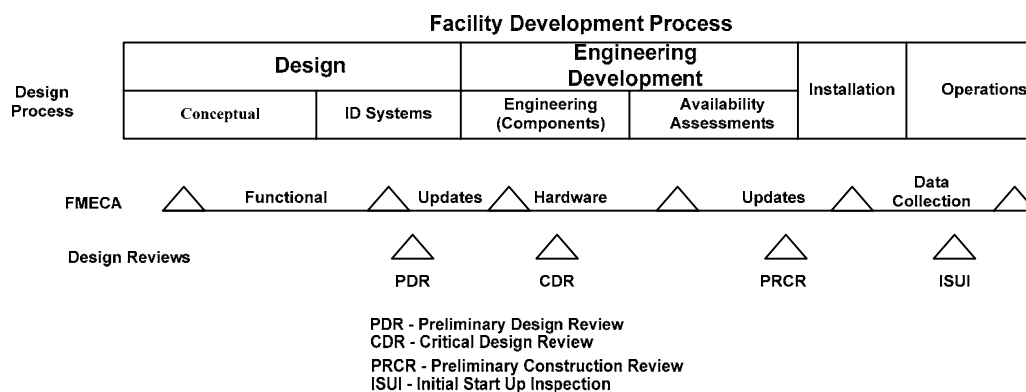 Facility Development Process
Design
Process
Design
Engineering
Development
Installation
Operations
Conceptual
ID Systems
Engineering
(Components)
Availability
Assessments
FMECA
Functional
Updates
Hardware
Updates
Data
Collection
Design Reviews
PDR
CDR
PRCR
ISUI
PDR - Preliminary Design Review
CDR - Critical Design Review
PRCR - Preliminary Construction Review
ISUI - Initial Start Up Inspection